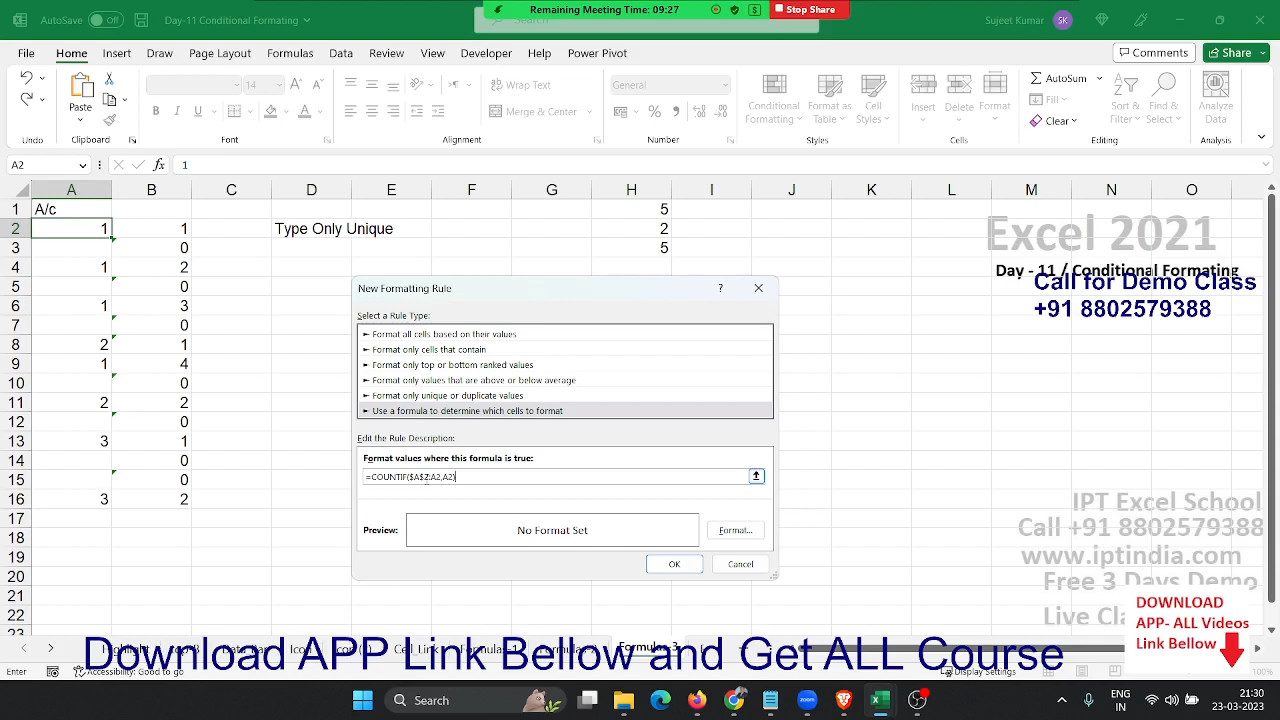 Remaining Meeting Time: 09:27
Stop Share
AutoSave Off
Day-11 Conditional Formating
Sujeet Kumar SK
File Home Insert Draw Page Layout Formulas Data Review View Developer Help Power Pivot
Comments Share
Paste
14
General
Wrap Text
Merge & Center
Conditional Formatting
Format as Table
Cell Styles
Insert Delete Format
AutoSum
Fill
Clear
Sort & Filter
Find & Select
Analyze Data
Undo Clipboard Font Alignment Number Styles Cells Editing Analysis
A2 fx 1
A B C D E F G H I J K L M N O
1 A/c 5
2 1 1 Type Only Unique 2
3 0 5
4 1 2
5 0
6 1 3
7 0
8 2 1
9 1 4
10 0
11 2 2
12 0
13 3 1
14 0
15 0
16 3 2
17
18
19
20
21
22
23
Excel 2021
Day - 11 / Conditional Formating
Call for Demo Class
+91 8802579388
New Formatting Rule ?
Select a Rule Type:
► Format all cells based on their values
► Format only cells that contain
► Format only top or bottom ranked values
► Format only values that are above or below average
► Format only unique or duplicate values
► Use a formula to determine which cells to format
Edit the Rule Description:
Format values where this formula is true:
=COUNTIF($A$2:A2,A2)
Preview: No Format Set Format...
OK Cancel
IPT Excel School
Call +91 8802579388
www.iptindia.com
Free 3 Days Demo
Live Cla
DOWNLOAD
APP- ALL Videos
Link Bellow
Download APP Link Bellow and Get ALL Course
Enter Accessibility: Good to go Display Settings 100%
Search
ENG
IN
21:30
23-03-2023